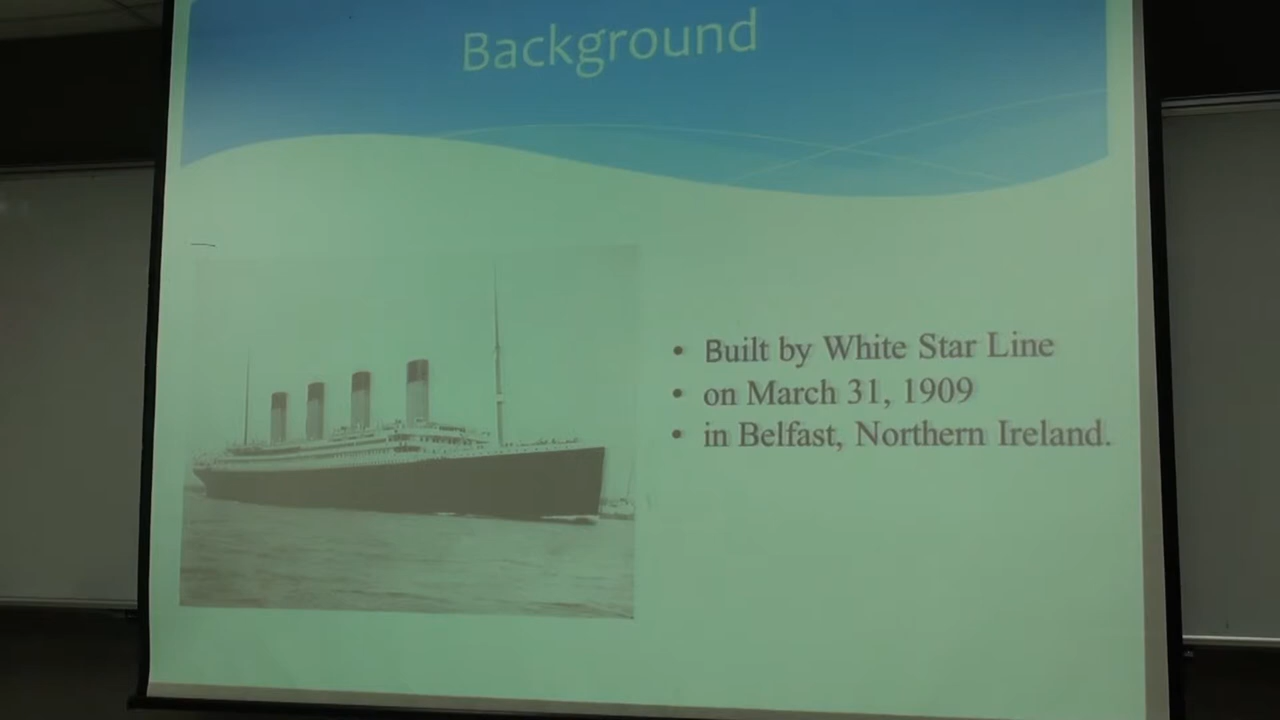 Background
• Built by White Star Line
• on March 31, 1909
• in Belfast, Northern Ireland.